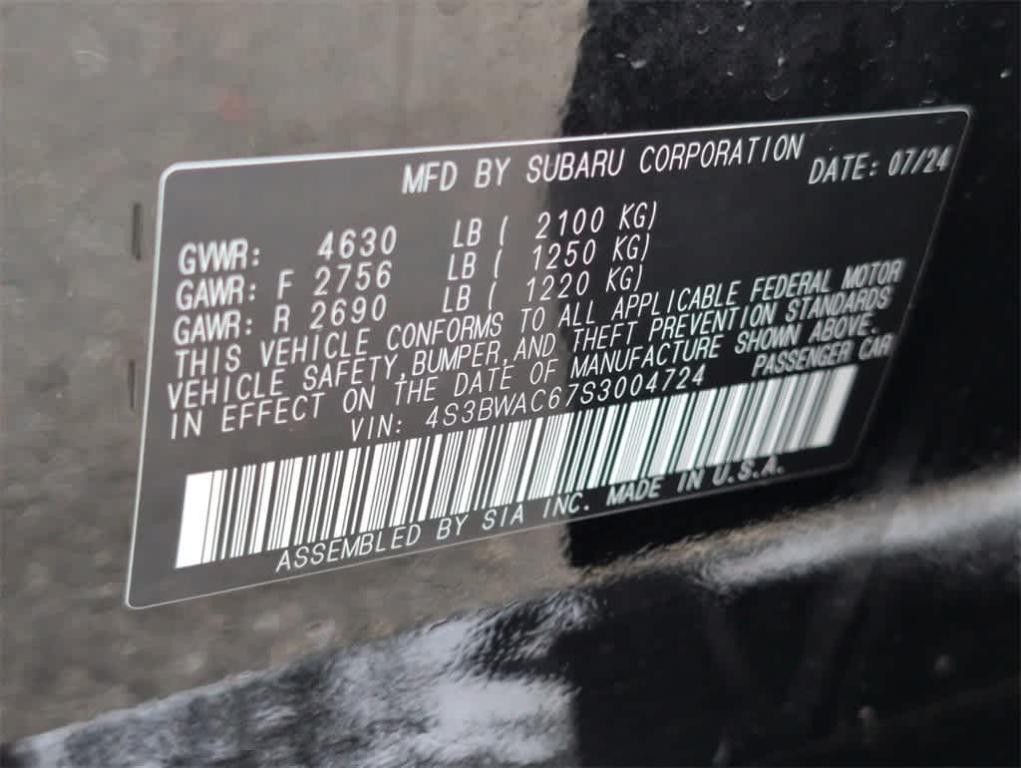 MFD BY SUBARU CORPORATION DATE: 07/24
GVWR: 4630 LB ( 2100 KG)
GAWR: F 2756 LB ( 1250 KG)
GAWR: R 2690 LB ( 1220 KG)
THIS VEHICLE CONFORMS TO ALL APPLICABLE FEDERAL MOTOR
VEHICLE SAFETY, BUMPER, AND THEFT PREVENTION STANDARDS
IN EFFECT ON THE DATE OF MANUFACTURE SHOWN ABOVE.
VIN: 4S3BWAC67S3004724 PASSENGER CAR
ASSEMBLED BY SIA INC. MADE IN U.S.A.